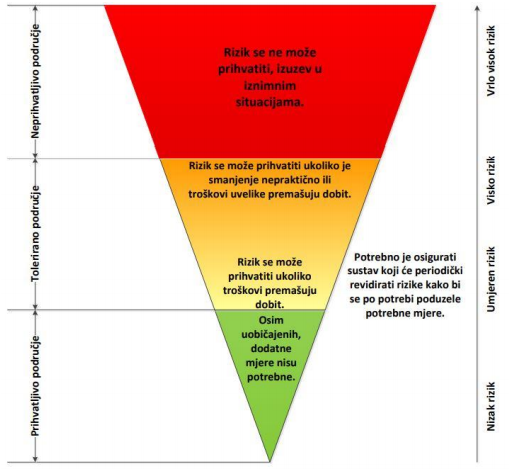 Neprihvatljivo područje
Tolerirano područje
Prihvatljivo područje
Rizik se ne može
prihvatiti, izuzev u
iznimnim
situacijama.
Rizik se može prihvatiti ukoliko je
smanjenje nepraktično ili
troškovi uvelike premašuju dobit.
Rizik se može
prihvatiti ukoliko
troškovi premašuju
dobit.
Osim
uobičajenih,
dodatne
mjere nisu
potrebne.
Potrebno je osigurati
sustav koji će periodički
revidirati rizike kako bi
se po potrebi poduzele
potrebne mjere.
Vrlo visok rizik
Visko rizik
Umjeren rizik
Nizak rizik